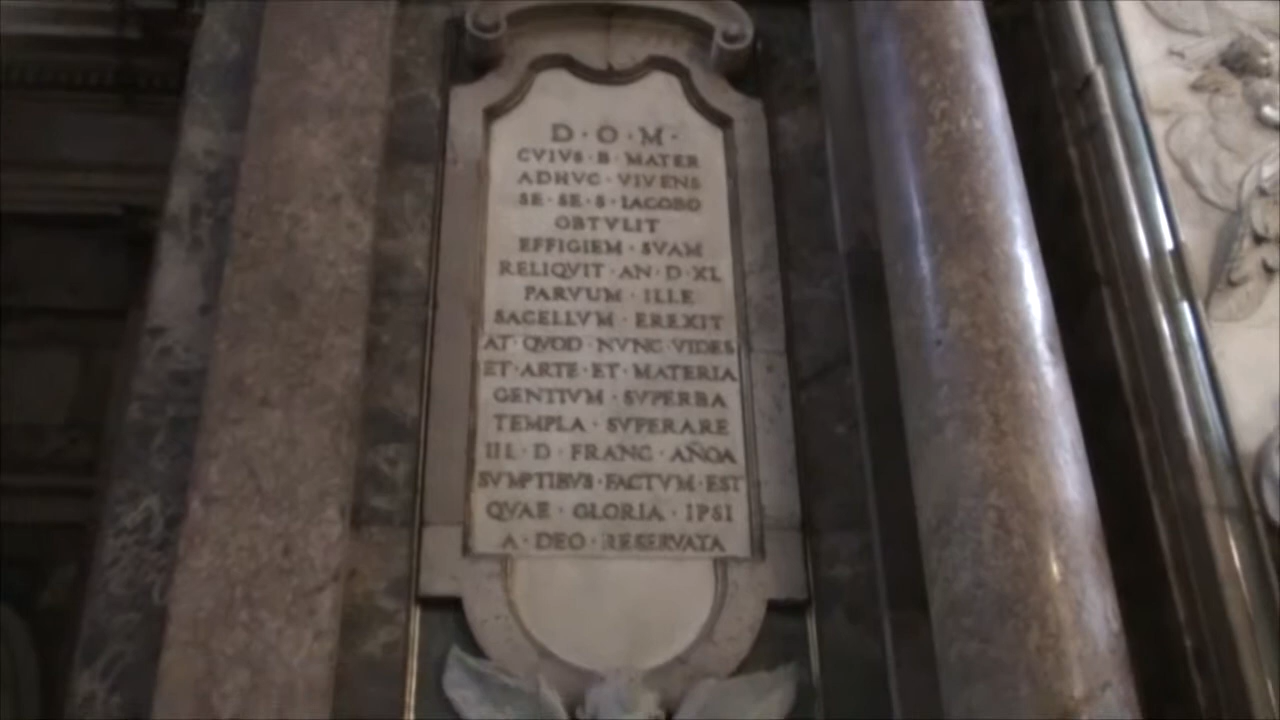 D·O·M·
CVIVS·B·MATER
ADHVC·VIVENS
SE·SE·S·IACOBO
OBTVLIT
EFFIGIEM·SVAM
RELIQVIT·AN·D·XL
PARVUM·ILLE
SACELLVM·EREXIT
AT·QVOD·NVNC·VIDES
ET·ARTE·ET·MATERIA
GENTIVM·SVPERBA
TEMPLA·SVPERARE
III·D·FRANC·AÑOA
SVMPTIBVS·FACTVM·EST
QVAE·GLORIA·IPSI
A·DEO·RESERVATA